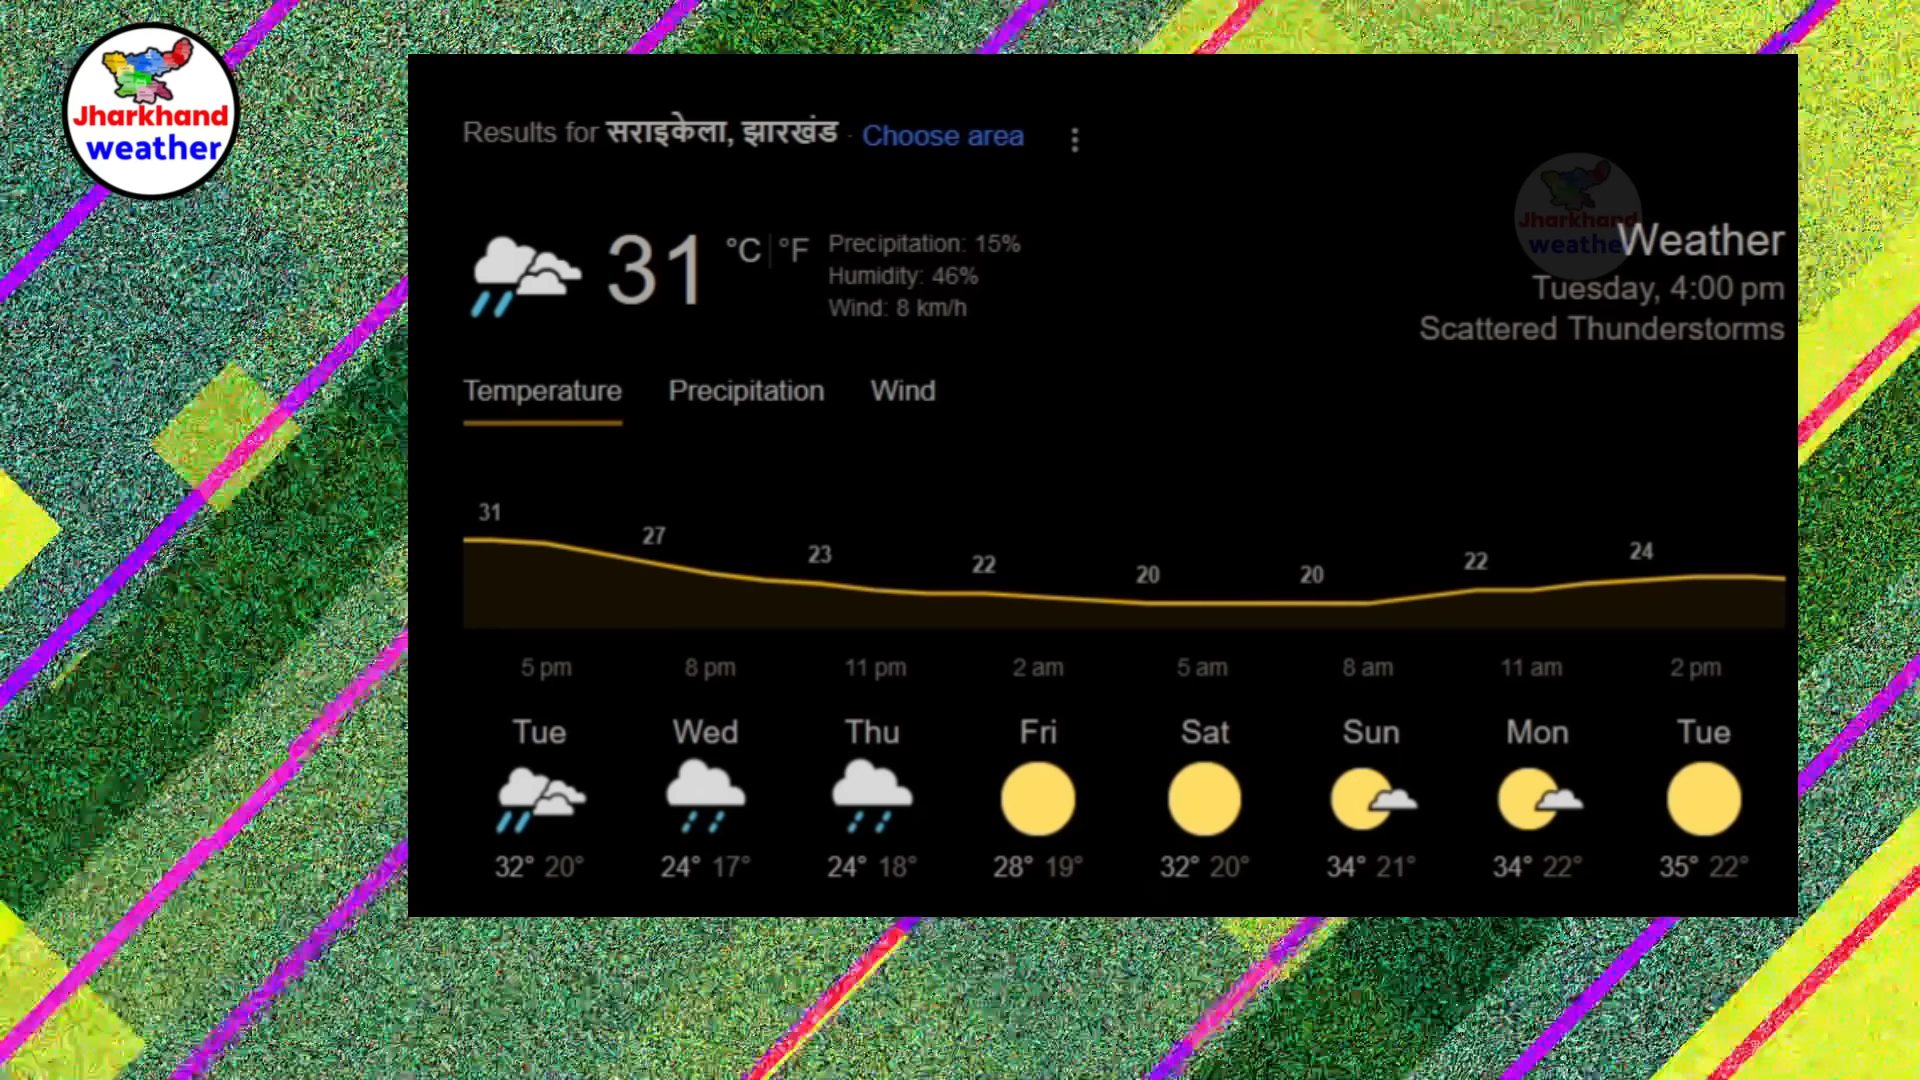 Jharkhand
weather
Results for सराइकेला, झारखंड · Choose area
Jharkhand
weather
31 °C | °F
Precipitation: 15%
Humidity: 46%
Wind: 8 km/h
Weather
Tuesday, 4:00 pm
Scattered Thunderstorms
Temperature Precipitation Wind
31 27 23 22 20 20 22 24
5 pm 8 pm 11 pm 2 am 5 am 8 am 11 am 2 pm
Tue Wed Thu Fri Sat Sun Mon Tue
32° 20° 24° 17° 24° 18° 28° 19° 32° 20° 34° 21° 34° 22° 35° 22°